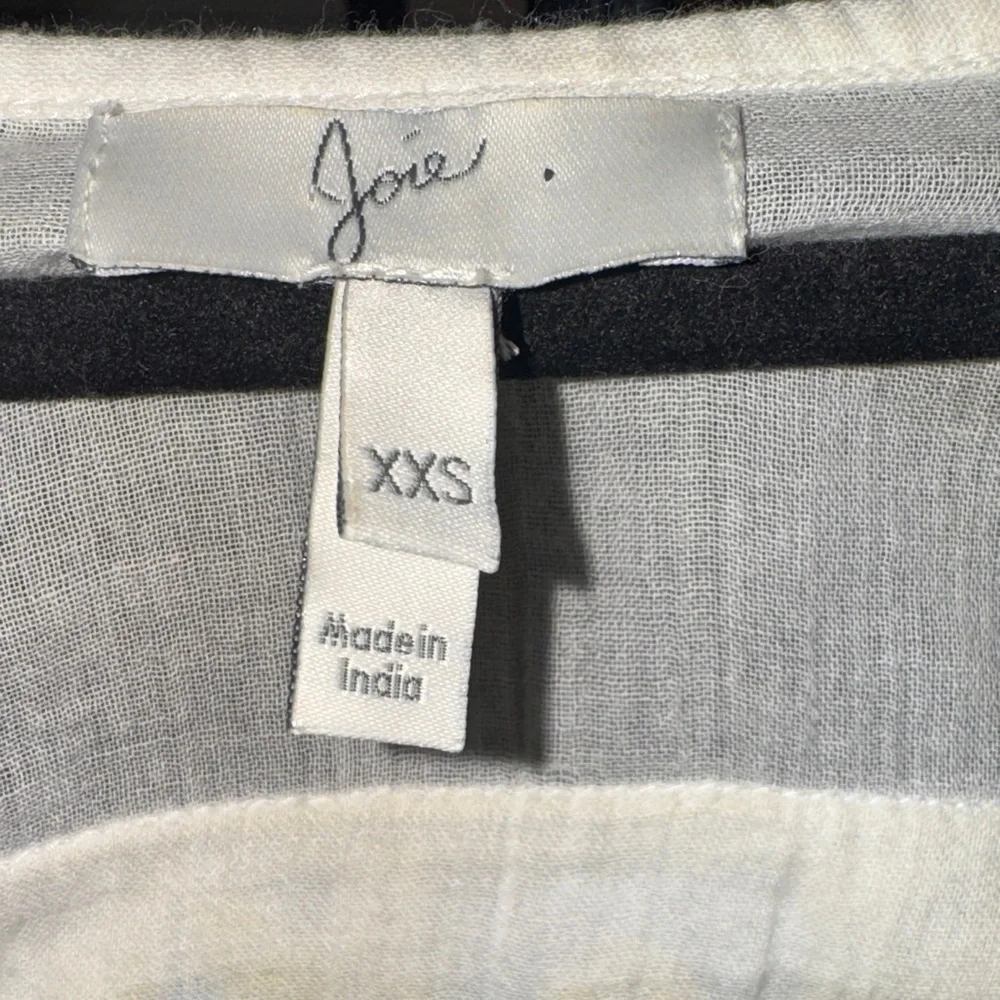 Joie .
XXS
Made in
India